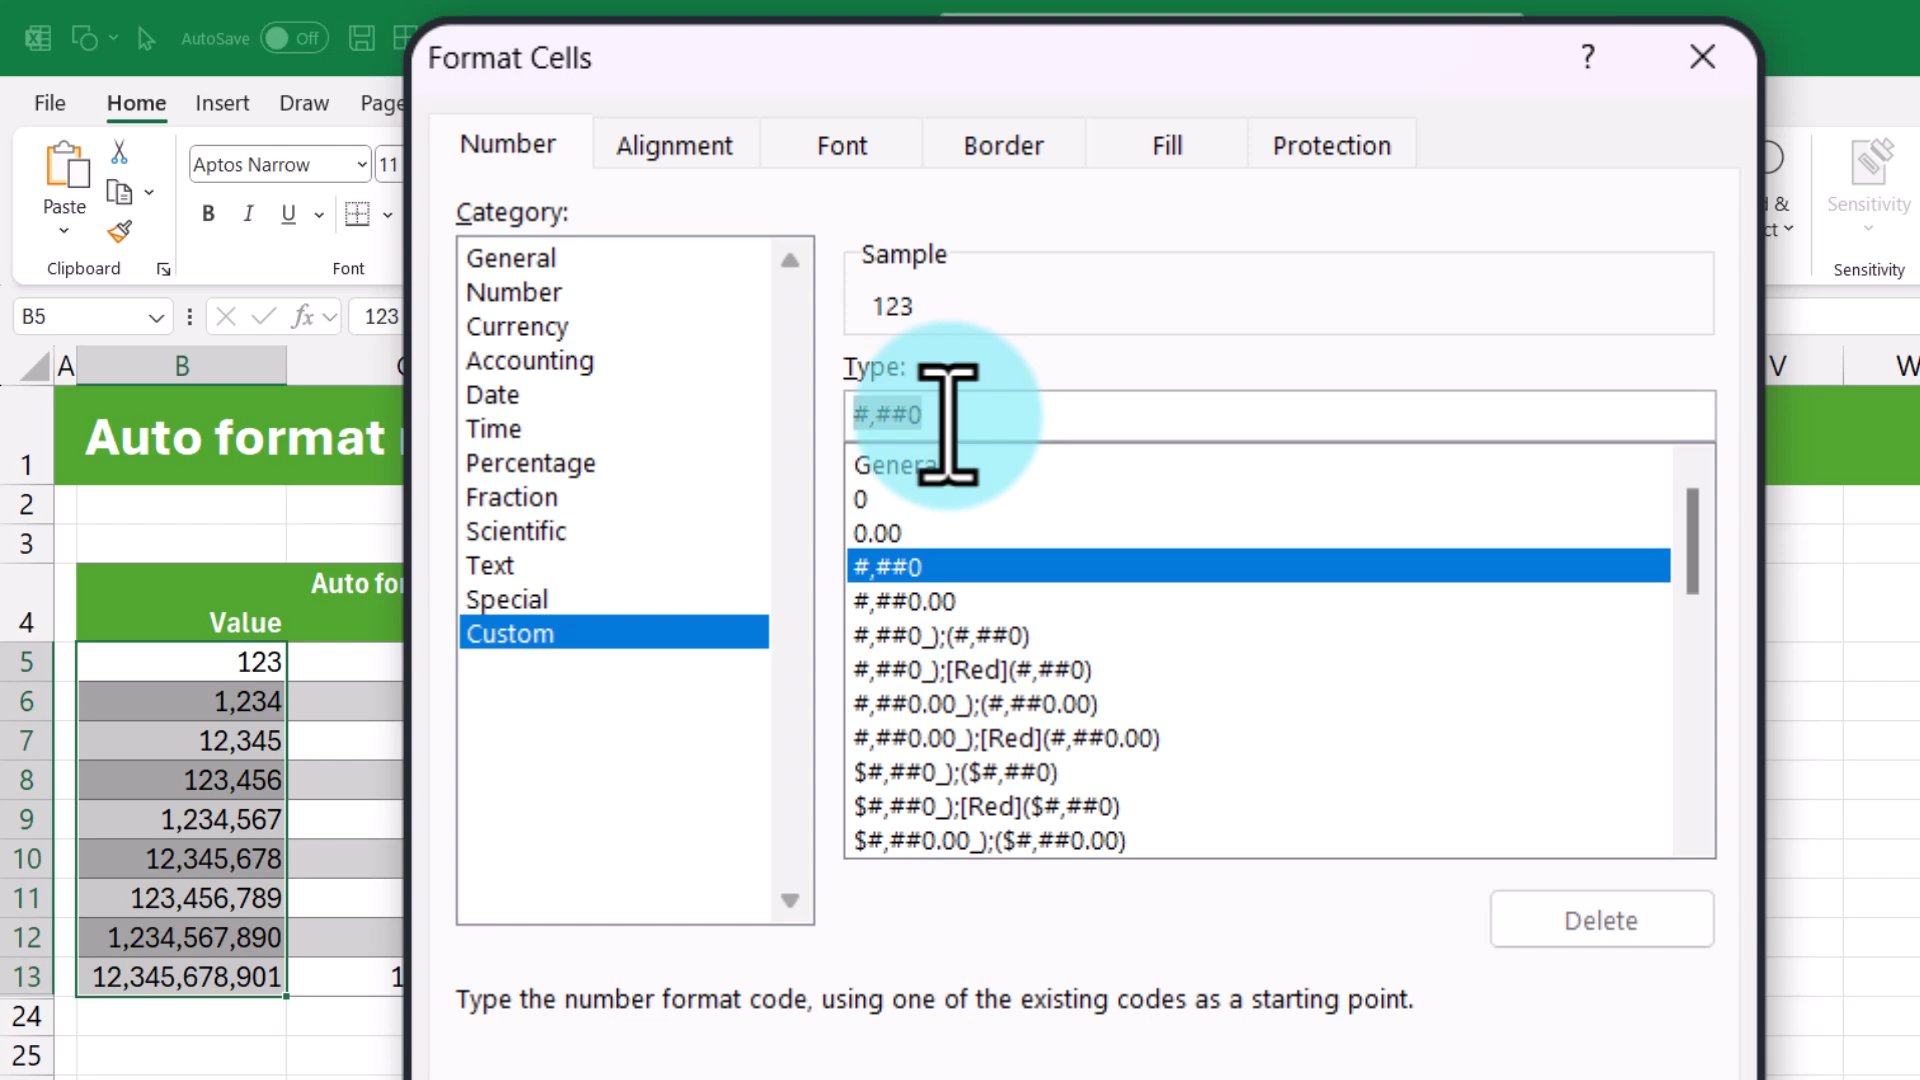 AutoSave Off
File Home Insert Draw Page
Paste
Clipboard
Aptos Narrow 11
B I U
Font
B5 fx 123
Format Cells ?
Number Alignment Font Border Fill Protection
Category:
General
Number
Currency
Accounting
Date
Time
Percentage
Fraction
Scientific
Text
Special
Custom
Sample
123
Type:
#,##0
General
0
0.00
#,##0
#,##0.00
#,##0_);(#,##0)
#,##0_);[Red](#,##0)
#,##0.00_);(#,##0.00)
#,##0.00_);[Red](#,##0.00)
$#,##0_);($#,##0)
$#,##0_);[Red]($#,##0)
$#,##0.00_);($#,##0.00)
Delete
Type the number format code, using one of the existing codes as a starting point.
&
Sensitivity
Sensitivity
A B V W
1 Auto format
2
3
4 Value Auto for
5 123
6 1,234
7 12,345
8 123,456
9 1,234,567
10 12,345,678
11 123,456,789
12 1,234,567,890
13 12,345,678,901 1
24
25